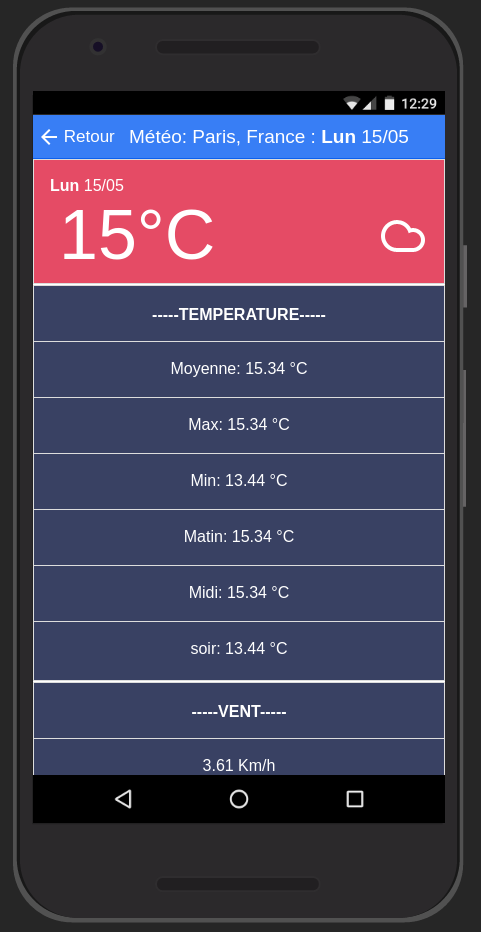 12:29
Retour Météo: Paris, France : Lun 15/05
Lun 15/05
15°C
-----TEMPERATURE-----
Moyenne: 15.34 °C
Max: 15.34 °C
Min: 13.44 °C
Matin: 15.34 °C
Midi: 15.34 °C
soir: 13.44 °C
-----VENT-----
3.61 Km/h